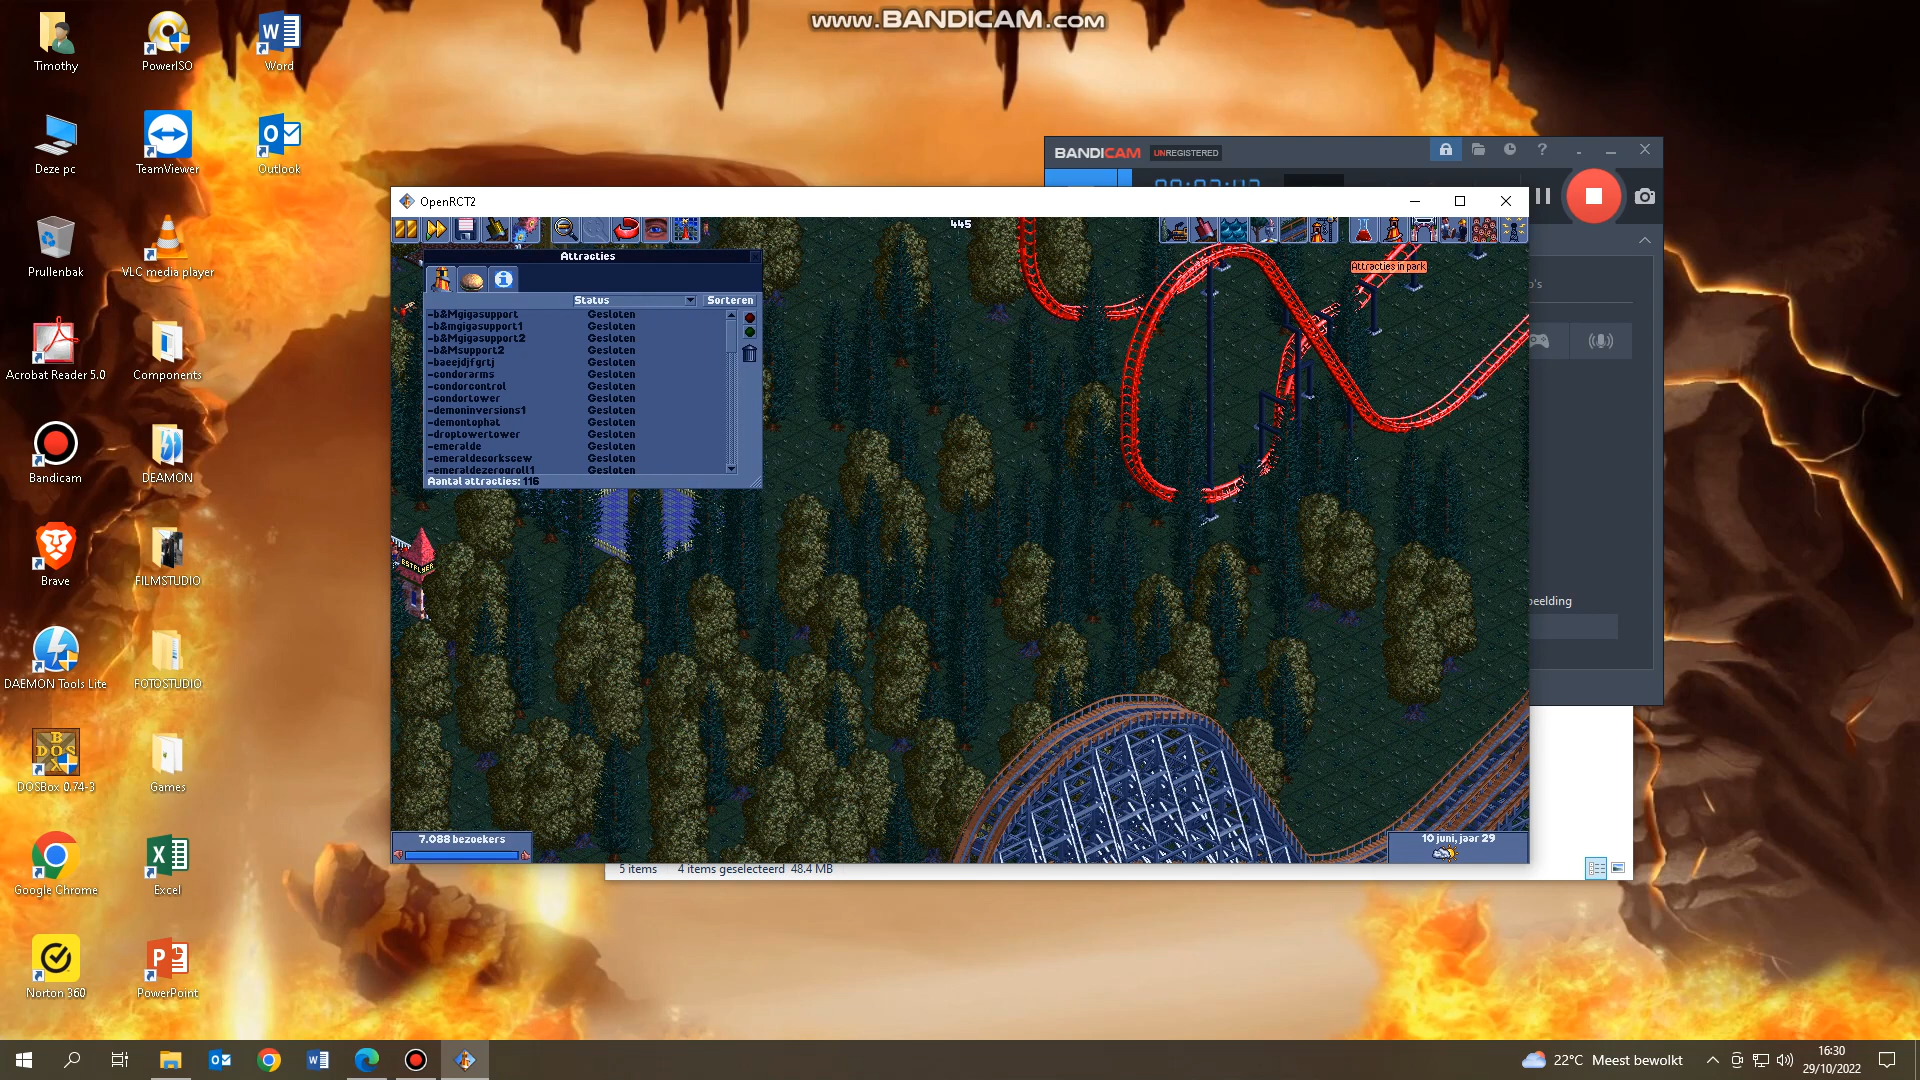 www.BANDICAM.com
Timothy
PowerISO
Word
Deze pc
TeamViewer
Outlook
Prullenbak
VLC media player
Acrobat Reader 5.0
Components
Bandicam
DEAMON
Brave
FILMSTUDIO
DAEMON Tools Lite
FOTOSTUDIO
DOSBox 0.74-3
Games
Google Chrome
Excel
Norton 360
PowerPoint
BANDICAM UNREGISTERED
OpenRCT2
445
Attracties
Attracties in park
Status Sorteren
-b&Mgigasupport Gesloten
-b&mgigasupport1 Gesloten
-b&Mgigasupport2 Gesloten
-b&Msupport2 Gesloten
-baeejdjfgrtj Gesloten
-condorarms Gesloten
-condorcontrol Gesloten
-condortower Gesloten
-demoninversions1 Gesloten
-demontophat Gesloten
-droptowertower Gesloten
-emeralde Gesloten
-emeraldecorkscew Gesloten
-emeraldezerogroll1 Gesloten
Aantal attracties: 116
beelding
7.088 bezoekers
10 juni, jaar 29
5 items 4 items geselecteerd 48.4 MB
22°C Meest bewolkt
16:30
29/10/2022